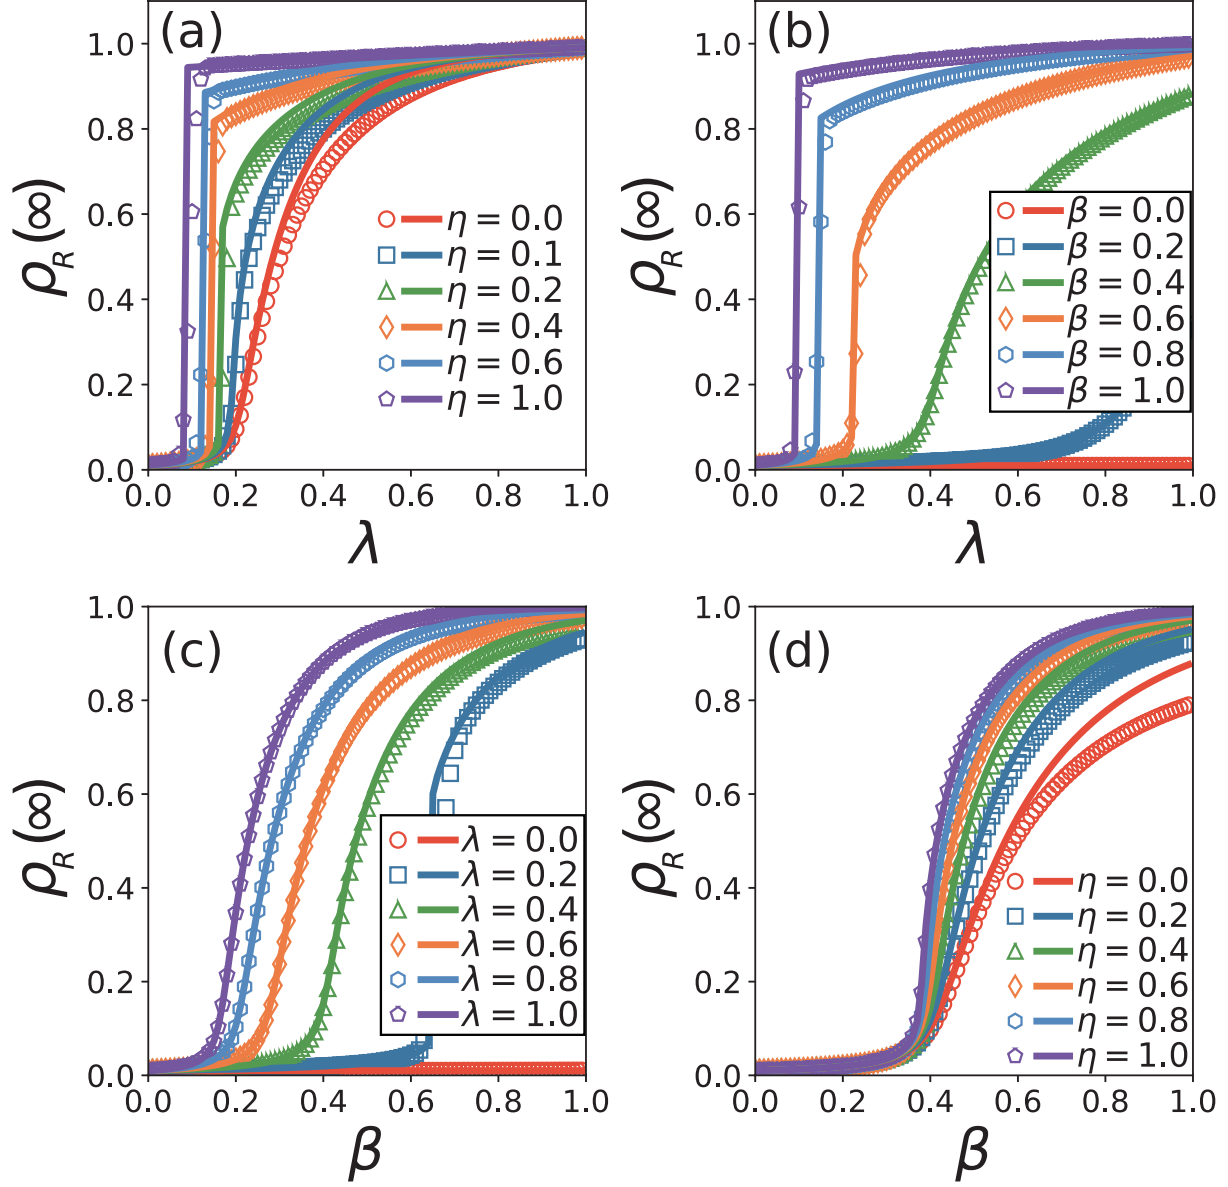 (a)
ρR(∞)
1.0
0.8
0.6
0.4
0.2
0.0
η = 0.0
η = 0.1
η = 0.2
η = 0.4
η = 0.6
η = 1.0
0.0 0.2 0.4 0.6 0.8 1.0
λ
(b)
ρR(∞)
1.0
0.8
0.6
0.4
0.2
0.0
β = 0.0
β = 0.2
β = 0.4
β = 0.6
β = 0.8
β = 1.0
0.0 0.2 0.4 0.6 0.8 1.0
λ
(c)
ρR(∞)
1.0
0.8
0.6
0.4
0.2
0.0
λ = 0.0
λ = 0.2
λ = 0.4
λ = 0.6
λ = 0.8
λ = 1.0
0.0 0.2 0.4 0.6 0.8 1.0
β
(d)
ρR(∞)
1.0
0.8
0.6
0.4
0.2
0.0
η = 0.0
η = 0.2
η = 0.4
η = 0.6
η = 0.8
η = 1.0
0.0 0.2 0.4 0.6 0.8 1.0
β